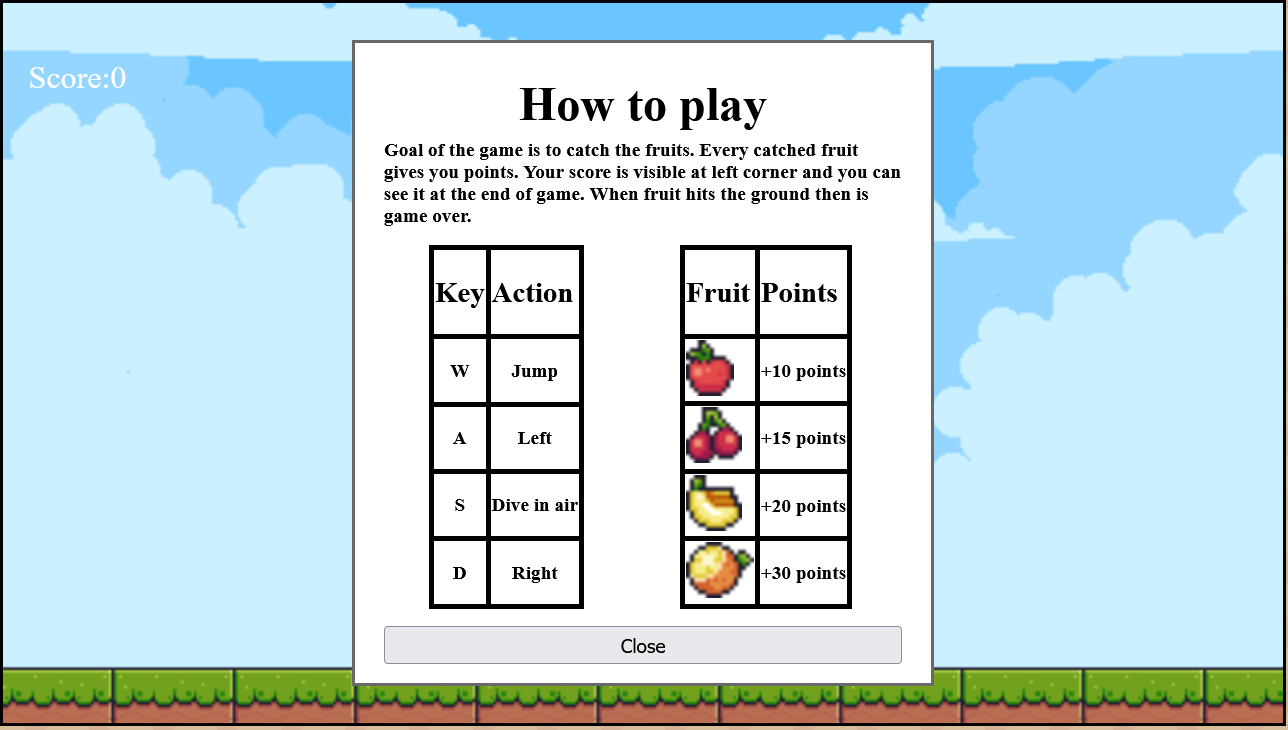 Score:0
How to play
Goal of the game is to catch the fruits. Every catched fruit
gives you points. Your score is visible at left corner and you can
see it at the end of game. When fruit hits the ground then is
game over.
Key Action
W Jump
A Left
S Dive in air
D Right
Fruit Points
+10 points
+15 points
+20 points
+30 points
Close